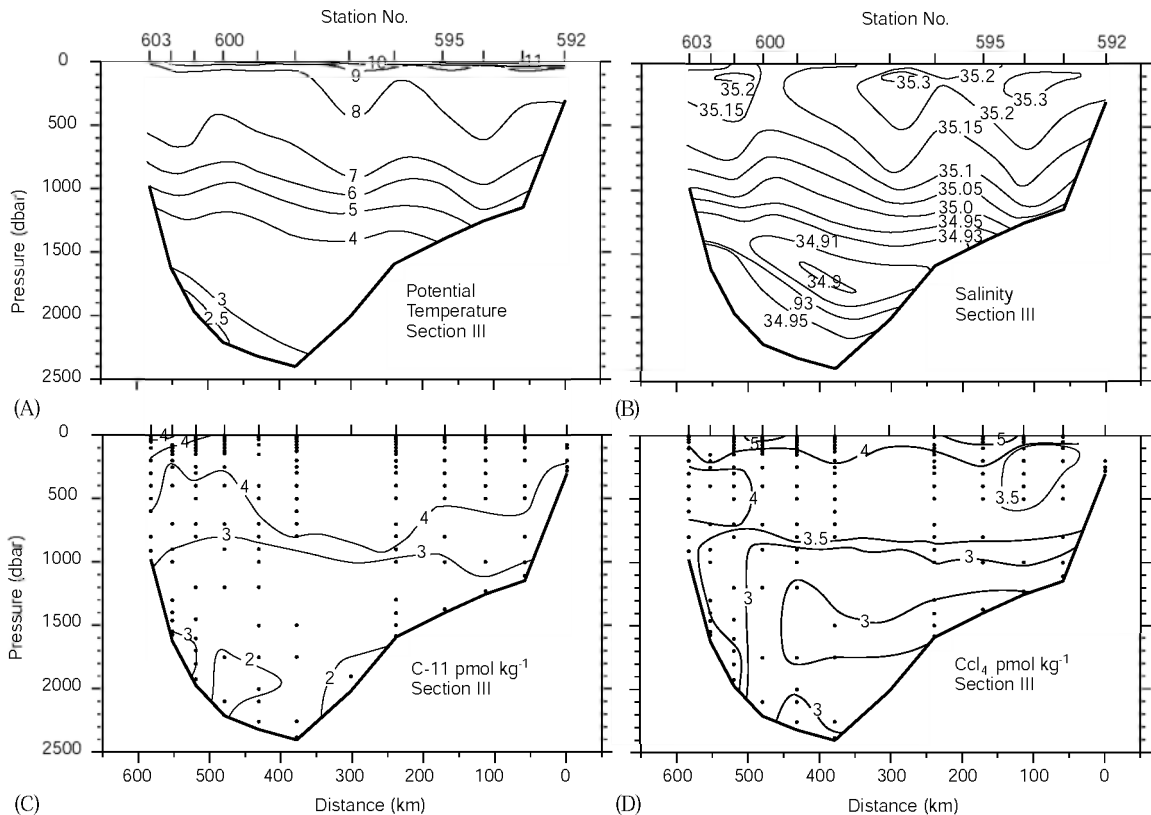 Station No.
603 600 595 592
0
500
1000
1500
2000
2500
Pressure (dbar)
10
11
9
8
7
6
5
4
3
2.5
Potential
Temperature
Section III
(A)
Station No.
603 600 595 592
35.2
35.15
35.3
35.2
35.3
35.2
35.15
35.1
35.05
35.0
34.95
34.93
34.91
34.9
.93
34.95
Salinity
Section III
(B)
0
500
1000
1500
2000
2500
Pressure (dbar)
4
4
4
4
3
3
3
2
2
C-11 pmol kg-1
Section III
600 500 400 300 200 100 0
Distance (km)
(C)
5
5
4
4
3.5
3.5
3
3
3
3
Ccl4 pmol kg-1
Section III
600 500 400 300 200 100 0
Distance (km)
(D)